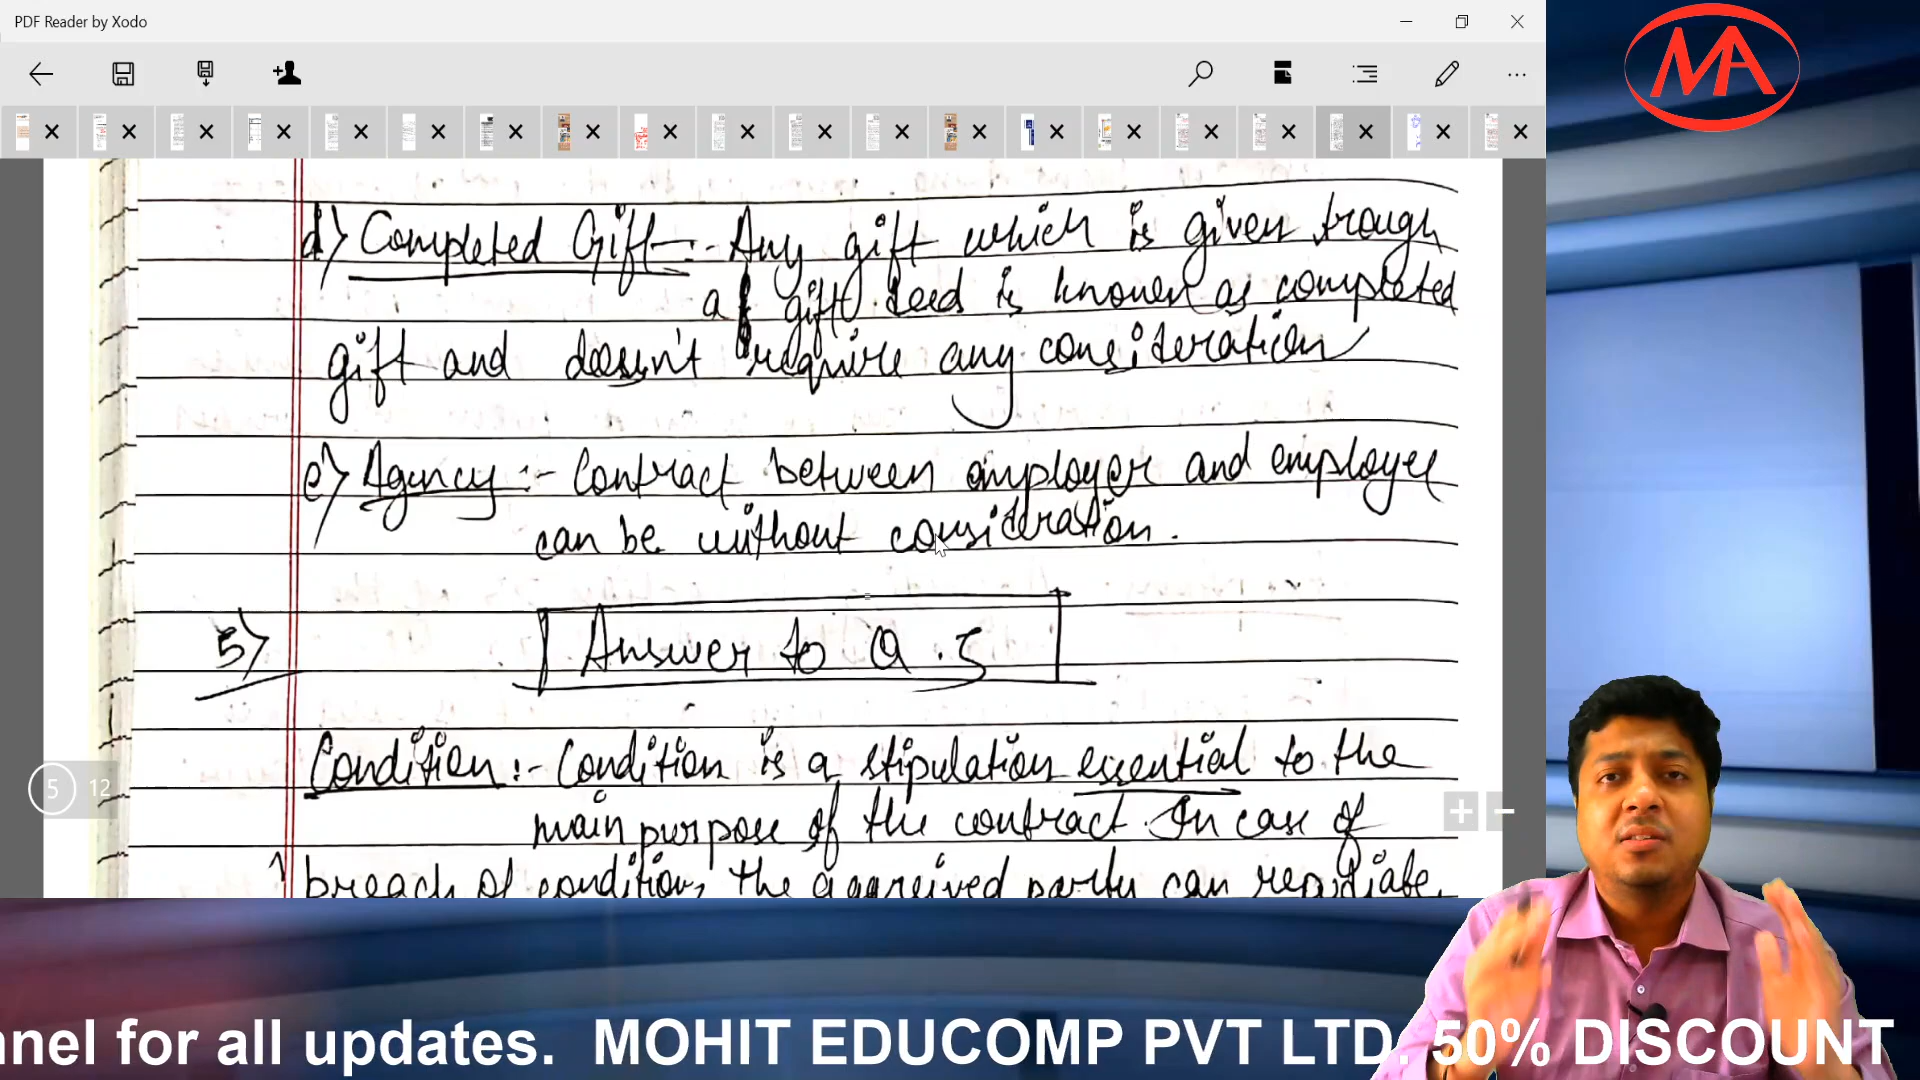 PDF Reader by Xodo
MA
d) Completed Gift :- Any gift which is given trough
a gift deed is known as completed
gift and doesn't require any consideration
e) Agency :- Contract between employer and employee
can be without consideration.
5) Answer to Q.5
Condition :- Condition is a stipulation essential to the
main purpose of the contract. In case of
breach of condition, the aggreived party can repudiate
5 12
nnel for all updates. MOHIT EDUCOMP PVT LTD. 50% DISCOUNT